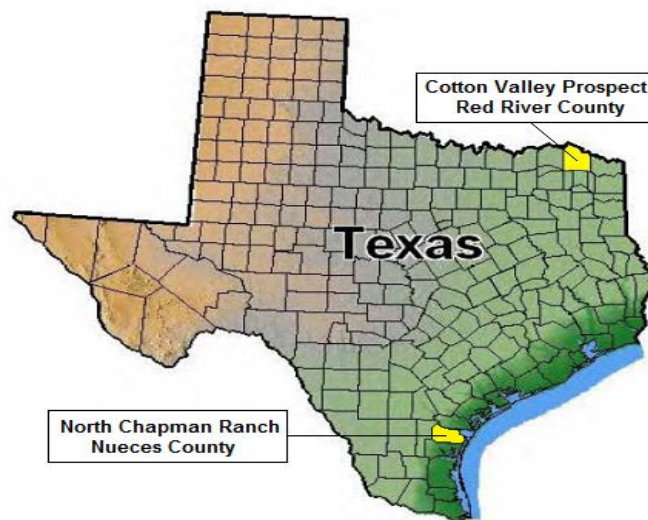 Cotton Valley Prospect
Red River County
Texas
North Chapman Ranch
Nueces County